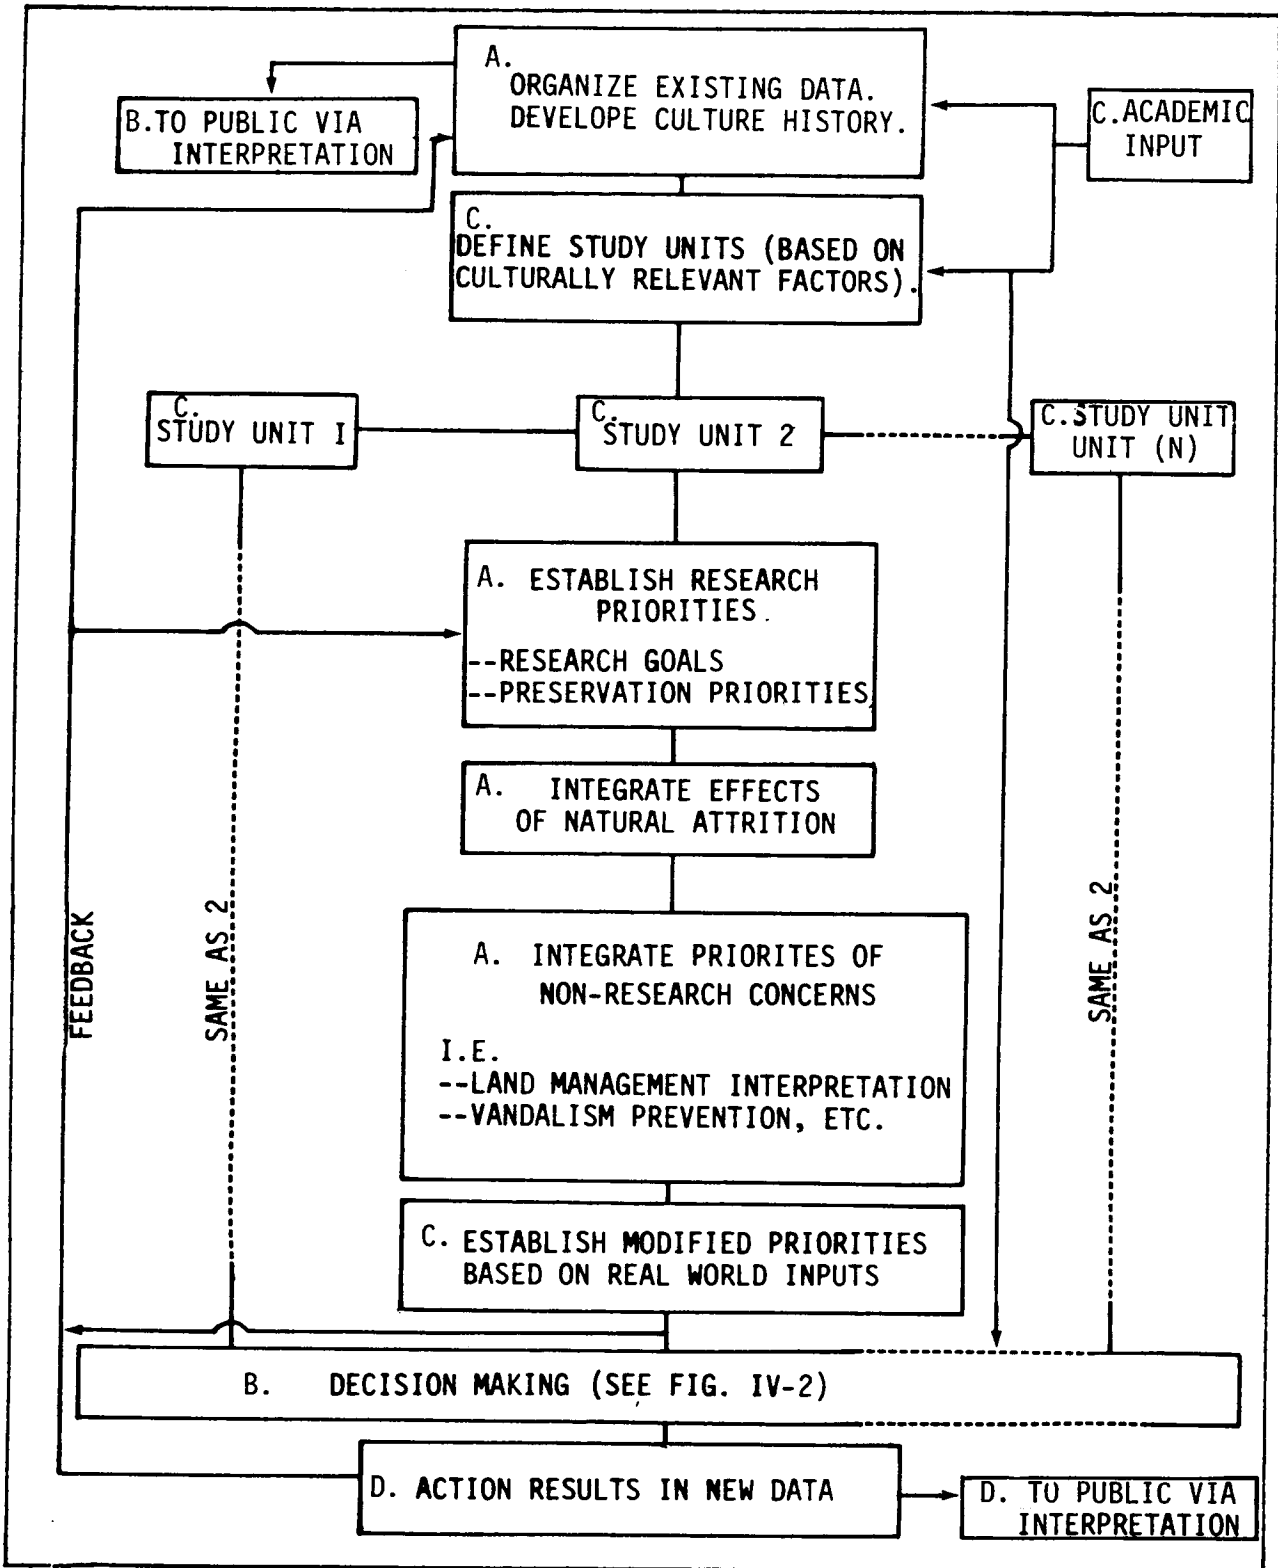 A.
ORGANIZE EXISTING DATA.
DEVELOPE CULTURE HISTORY.
B.TO PUBLIC VIA
INTERPRETATION
C.ACADEMIC
INPUT
C.
DEFINE STUDY UNITS (BASED ON
CULTURALLY RELEVANT FACTORS).
C.
STUDY UNIT I
C.
STUDY UNIT 2
C.STUDY UNIT
UNIT (N)
A. ESTABLISH RESEARCH
PRIORITIES.
--RESEARCH GOALS
--PRESERVATION PRIORITIES
A. INTEGRATE EFFECTS
OF NATURAL ATTRITION
FEEDBACK
SAME AS 2
A. INTEGRATE PRIORITES OF
NON-RESEARCH CONCERNS
I.E.
--LAND MANAGEMENT INTERPRETATION
--VANDALISM PREVENTION, ETC.
SAME AS 2
C. ESTABLISH MODIFIED PRIORITIES
BASED ON REAL WORLD INPUTS
B. DECISION MAKING (SEE FIG. IV-2)
D. ACTION RESULTS IN NEW DATA
D. TO PUBLIC VIA
INTERPRETATION